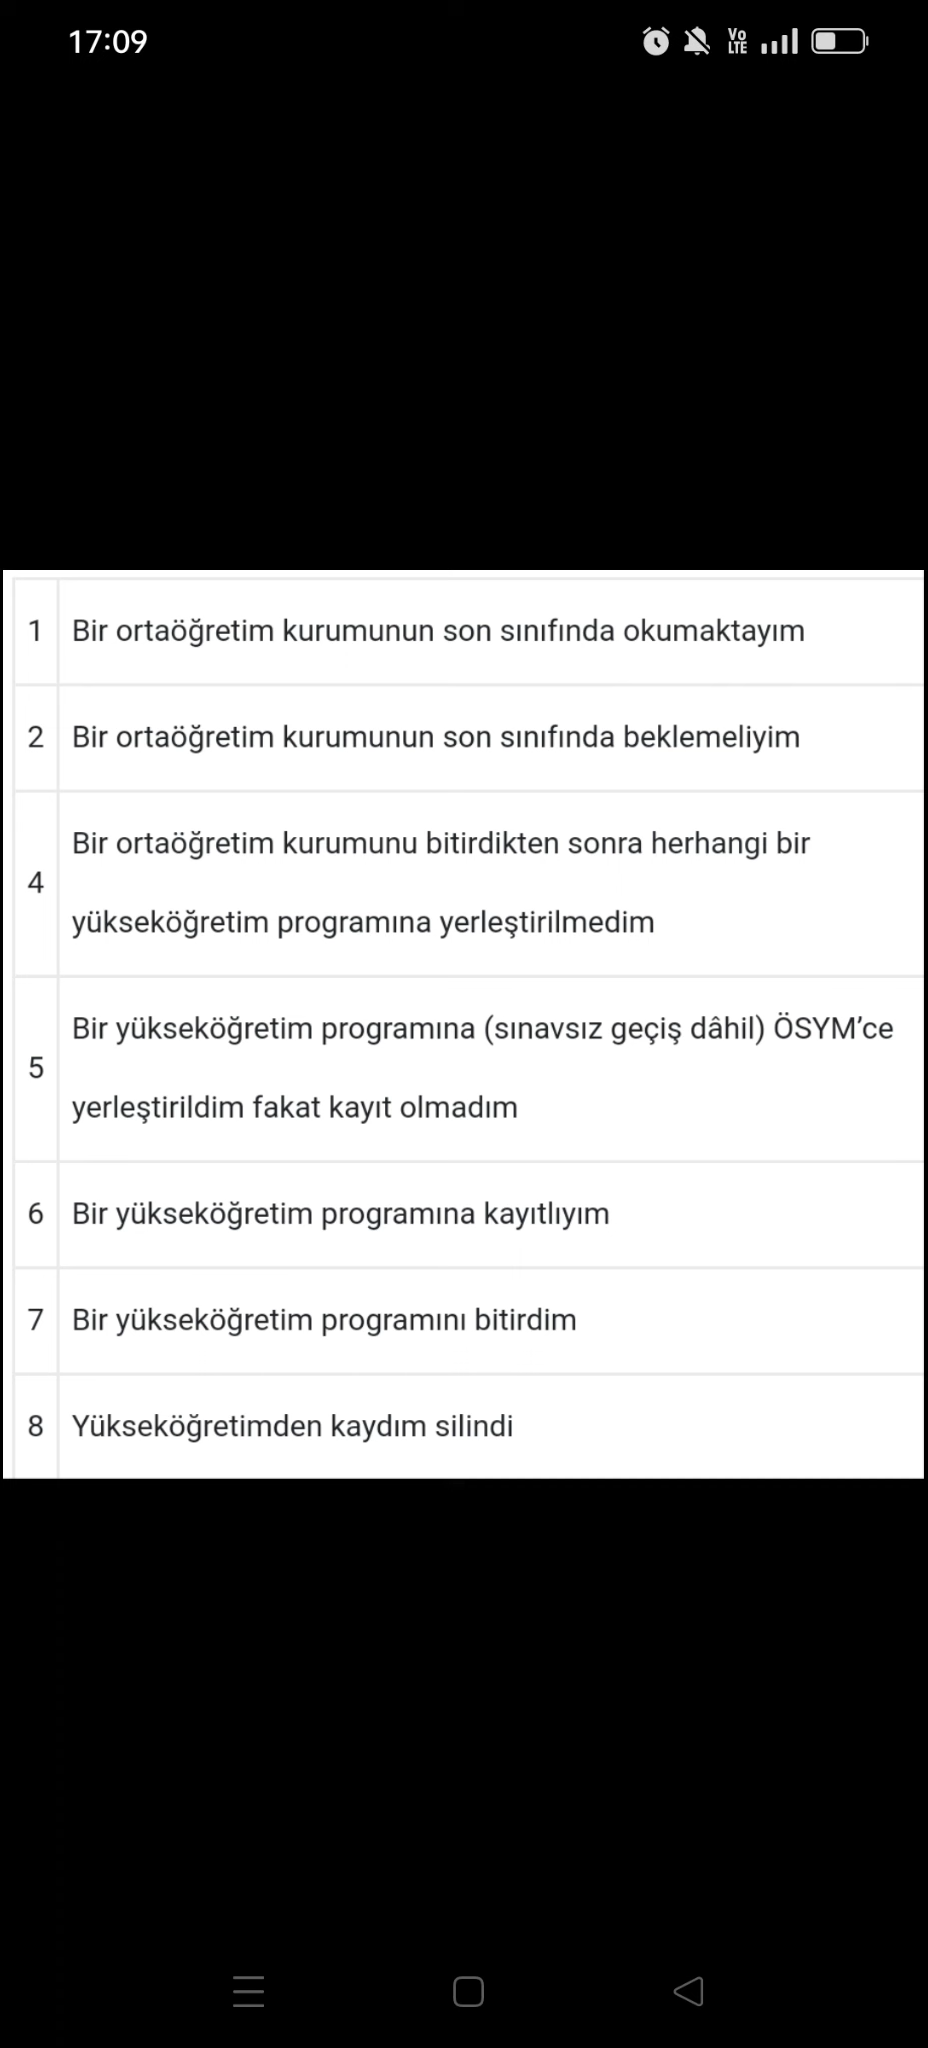 17:09
Vo
LTE
1 Bir ortaöğretim kurumunun son sınıfında okumaktayım
2 Bir ortaöğretim kurumunun son sınıfında beklemeliyim
4 Bir ortaöğretim kurumunu bitirdikten sonra herhangi bir
yükseköğretim programına yerleştirilmedim
5 Bir yükseköğretim programına (sınavsız geçiş dâhil) ÖSYM’ce
yerleştirildim fakat kayıt olmadım
6 Bir yükseköğretim programına kayıtlıyım
7 Bir yükseköğretim programını bitirdim
8 Yükseköğretimden kaydım silindi